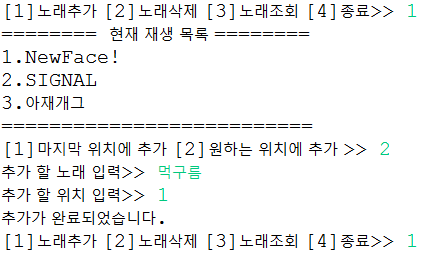 [1]노래추가 [2]노래삭제 [3]노래조회 [4]종료>> 1
======== 현재 재생 목록 ========
1.NewFace!
2.SIGNAL
3.아재개그
==========================
[1]마지막 위치에 추가 [2]원하는 위치에 추가 >> 2
추가 할 노래 입력>> 먹구름
추가 할 위치 입력>> 1
추가가 완료되었습니다.
[1]노래추가 [2]노래삭제 [3]노래조회 [4]종료>> 1